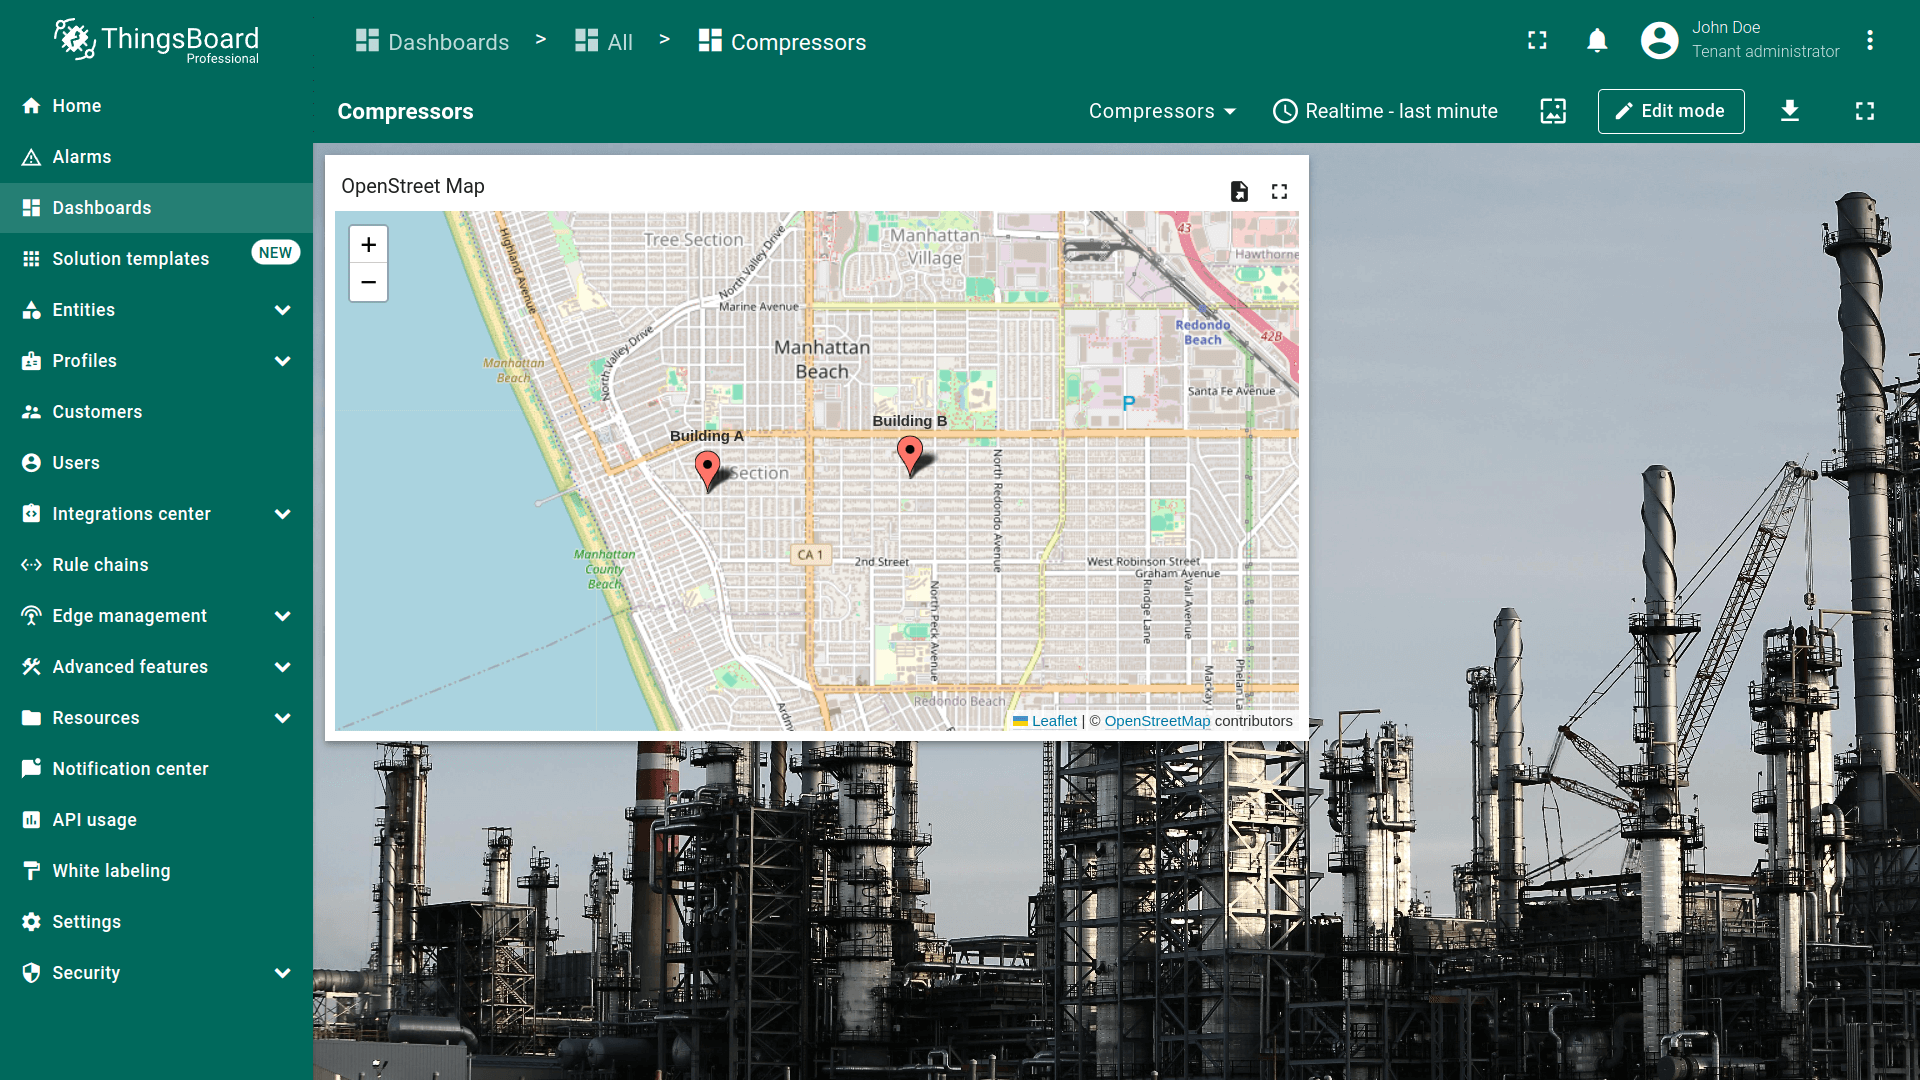 ThingsBoard
Professional
Dashboards > All > Compressors
John Doe
Tenant administrator
Home
Alarms
Dashboards
Solution templates NEW
Entities
Profiles
Customers
Users
Integrations center
Rule chains
Edge management
Advanced features
Resources
Notification center
API usage
White labeling
Settings
Security
Compressors
Compressors
Realtime - last minute
Edit mode
OpenStreet Map
+
−
Highland Avenue
Tree Section
North Valley Drive
Marine Avenue
Manhattan
Village
43
Hawthorne
Redondo
Beach
42B
Manhattan
Beach
Manhattan
Beach
North Valley Drive
Santa Fe Avenue
P
Building A
Building B
Section
North Redondo Avenue
CA 1
2nd Street
West Robinson Street
Graham Avenue
Manhattan
County
Beach
North Peck Avenue
Rindge Lane
Vail Avenue
Mackay
Phelan La
Redondo Beach
Ardm
Leaflet | © OpenStreetMap contributors